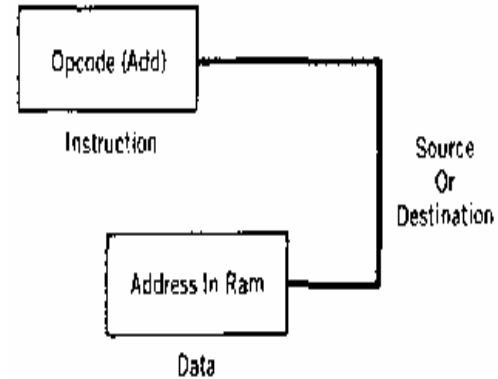 Opcode (Add)
Instruction
Source
Or
Destination
Address In Ram
Data